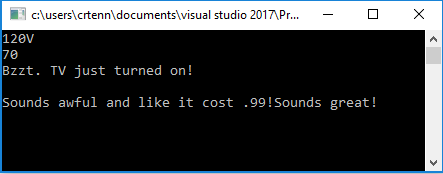 c:\users\crtenn\documents\visual studio 2017\Pr...
120V
70
Bzzt. TV just turned on!
Sounds awful and like it cost .99!Sounds great!